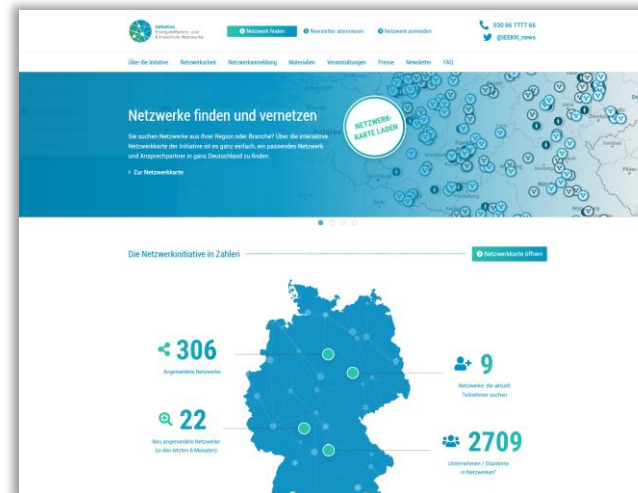 Initiative
Energieeffizienz- und
Klimaschutz-Netzwerke
Netzwerk finden
Newsletter abonnieren
Netzwerk anmelden
030 66 7777 66
@IEEKN_news
Über die Initiative Netzwerkarbeit Netzwerkanmeldung Materialien Veranstaltungen Presse Newsletter FAQ
Netzwerke finden und vernetzen
Sie suchen Netzwerke aus Ihrer Region oder Branche? Über die interaktive
Netzwerkkarte der Initiative ist es ganz einfach, ein passendes Netzwerk
und Ansprechpartner in ganz Deutschland zu finden.
Zur Netzwerkkarte
NETZWERK-
KARTE LADEN
Die Netzwerkinitiative in Zahlen
Netzwerkkarte öffnen
306
Angemeldete Netzwerke
9
Netzwerke, die aktuell
Teilnehmer suchen
22
Neu angemeldete Netzwerke
(in den letzten 6 Monaten)
2709
Unternehmen / Standorte
in Netzwerken*